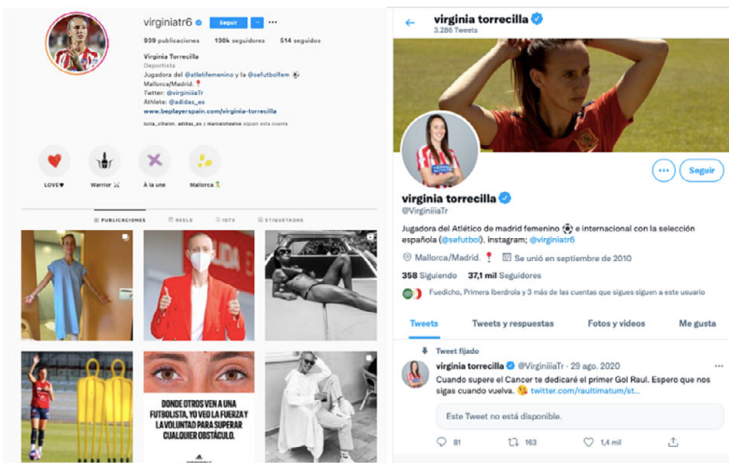 virginiatr6
Seguir
939 publicaciones 130k seguidores 514 seguidos
Virginia Torrecilla
Deportista
Jugadora del @atletifemenino y la @sefutbolfem
Mallorca/Madrid.
Twitter: @virginiiaTr
Athlete: @adidas_es
www.beplayerspain.com/virginia-torrecilla
adidas_es y siguen esta cuenta
LOVE Warrior À la une Mallorca
PUBLICACIONES REELS IGTV ETIQUETADAS
DONDE OTROS VEN A UNA
FUTBOLISTA, YO VEO LA FUERZA Y
LA VOLUNTAD PARA SUPERAR
CUALQUIER OBSTÁCULO.
virginia torrecilla
3.286 Tweets
Seguir
virginia torrecilla
@VirginiiiaTr
Jugadora del Atlético de madrid femenino e internacional con la selección
española (@sefutbol). instagram; @virginiatr6
Mallorca/Madrid. Se unió en septiembre de 2010
358 Siguiendo 37,1 mil Seguidores
Fuedicho, Primera Iberdrola y 3 más de las cuentas que sigues siguen a este usuario
Tweets Tweets y respuestas Fotos y videos Me gusta
Tweet fijado
virginia torrecilla @VirginiiiaTr · 29 ago. 2020
Cuando supere el Cancer te dedicaré el primer Gol Raul. Espero que nos
sigas cuando vuelva. twitter.com/raultimatum/st...
Este Tweet no está disponible.
81 163 1,4 mil